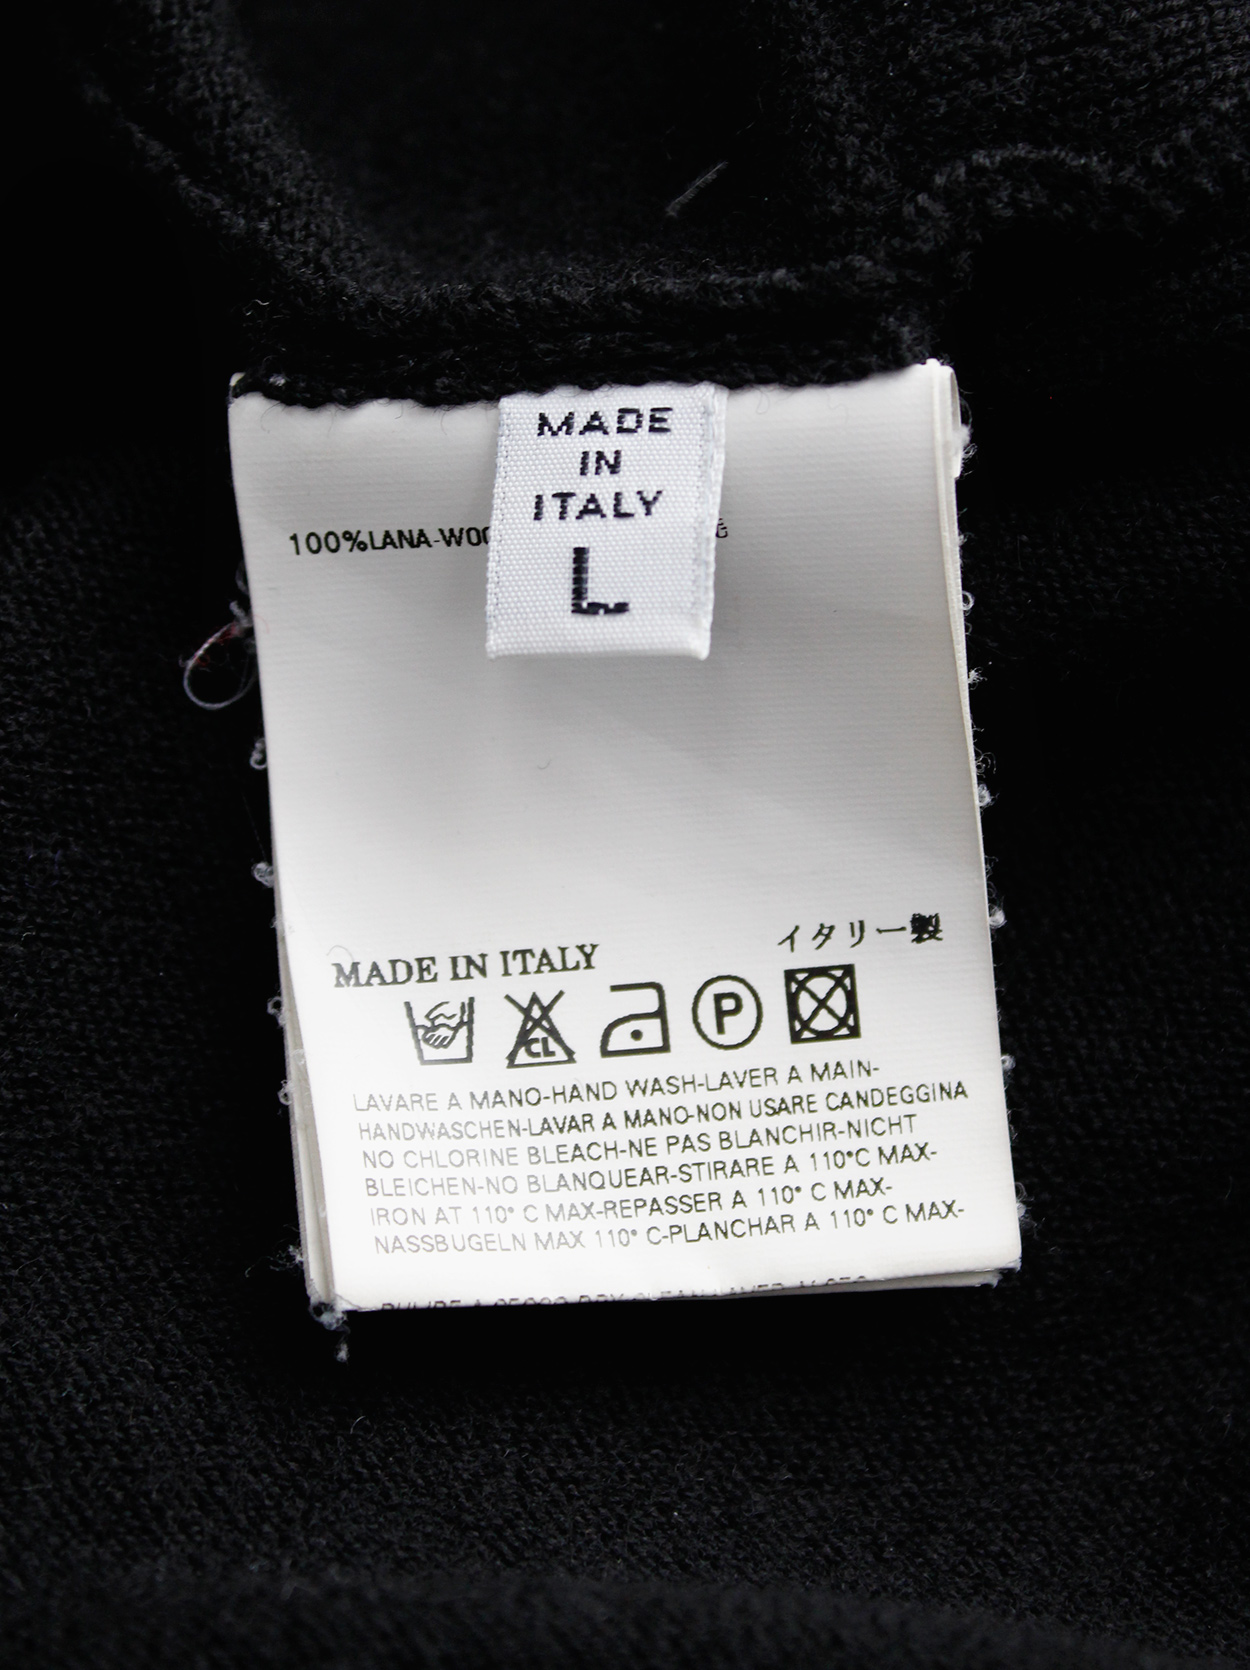 MADE
IN
ITALY
L
100%LANA-WOO
MADE IN ITALY
イタリー製
CL
P
LAVARE A MANO-HAND WASH-LAVER A MAIN-
HANDWASCHEN-LAVAR A MANO-NON USARE CANDEGGINA
NO CHLORINE BLEACH-NE PAS BLANCHIR-NICHT
BLEICHEN-NO BLANQUEAR-STIRARE A 110°C MAX-
IRON AT 110° C MAX-REPASSER A 110° C MAX-
NASSBUGELN MAX 110° C-PLANCHAR A 110° C MAX-